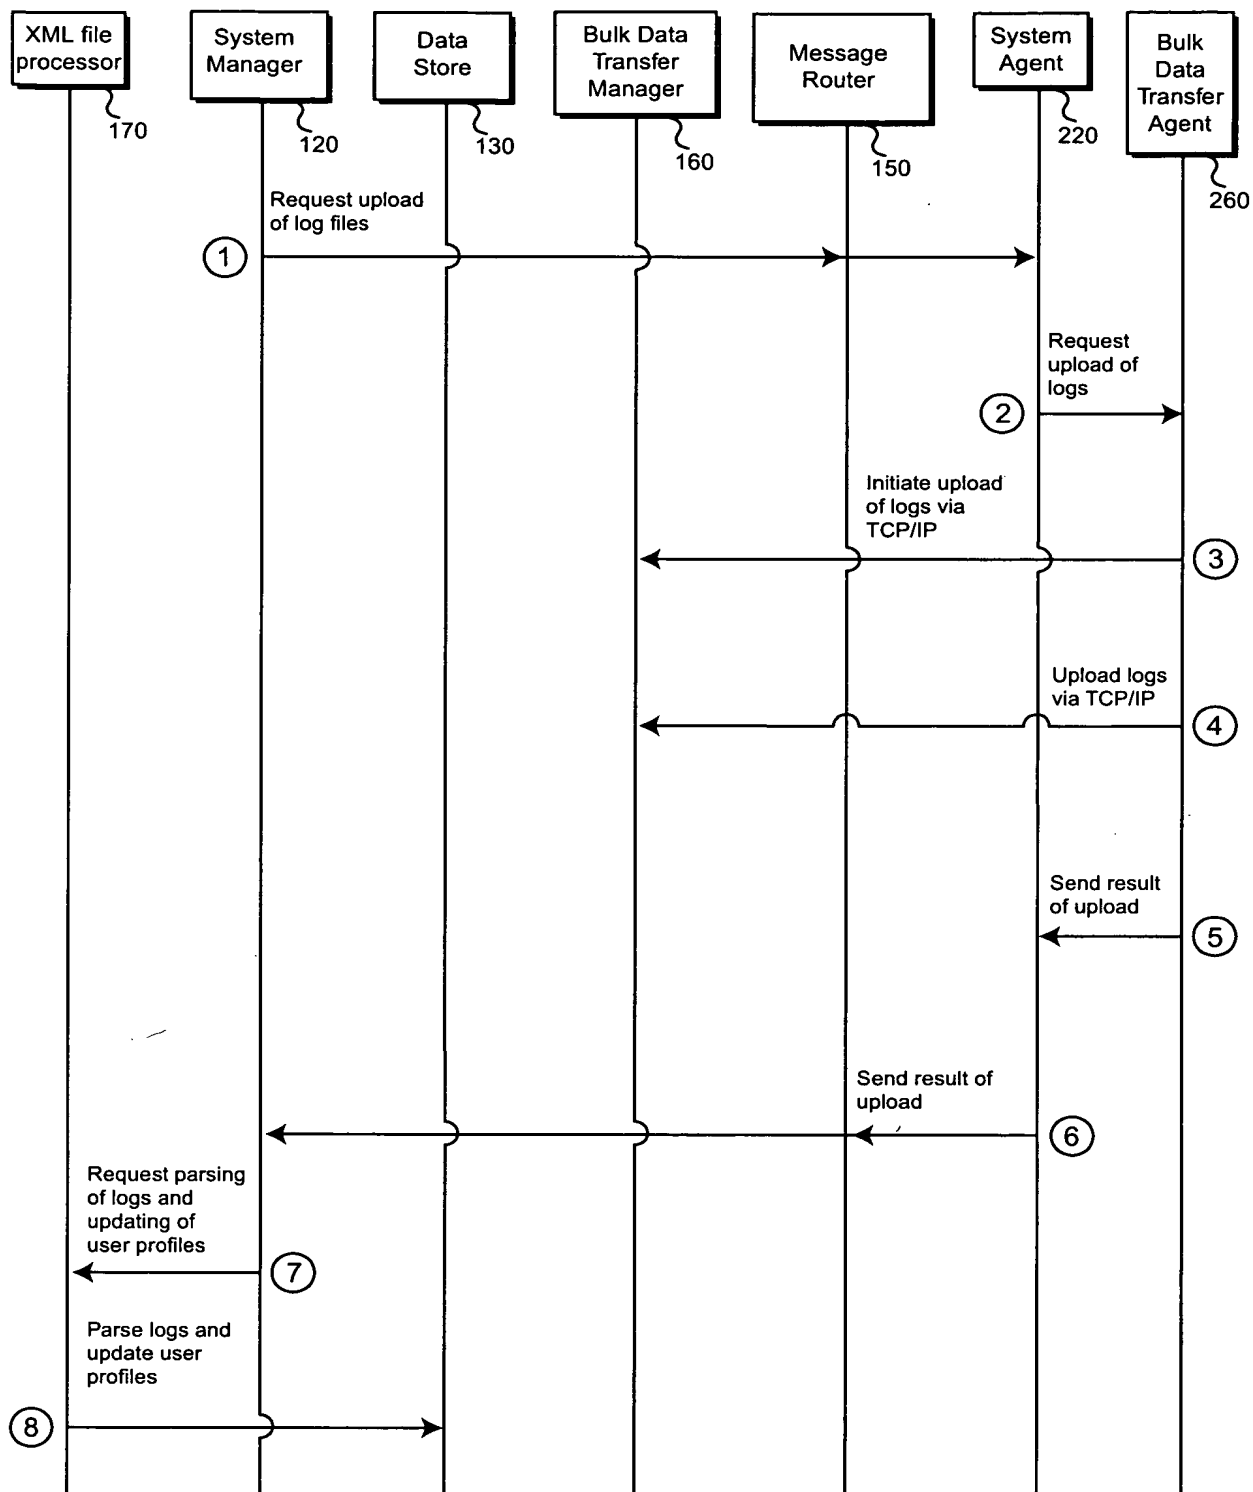 XML file
processor
170
System
Manager
120
Data
Store
130
Bulk Data
Transfer
Manager
160
Message
Router
150
System
Agent
220
Bulk
Data
Transfer
Agent
260
Request upload
of log files
1
Request
upload of
logs
2
Initiate upload
of logs via
TCP/IP
3
Upload logs
via TCP/IP
4
Send result
of upload
5
Send result of
upload
6
Request parsing
of logs and
updating of
user profiles
7
Parse logs and
update user
profiles
8